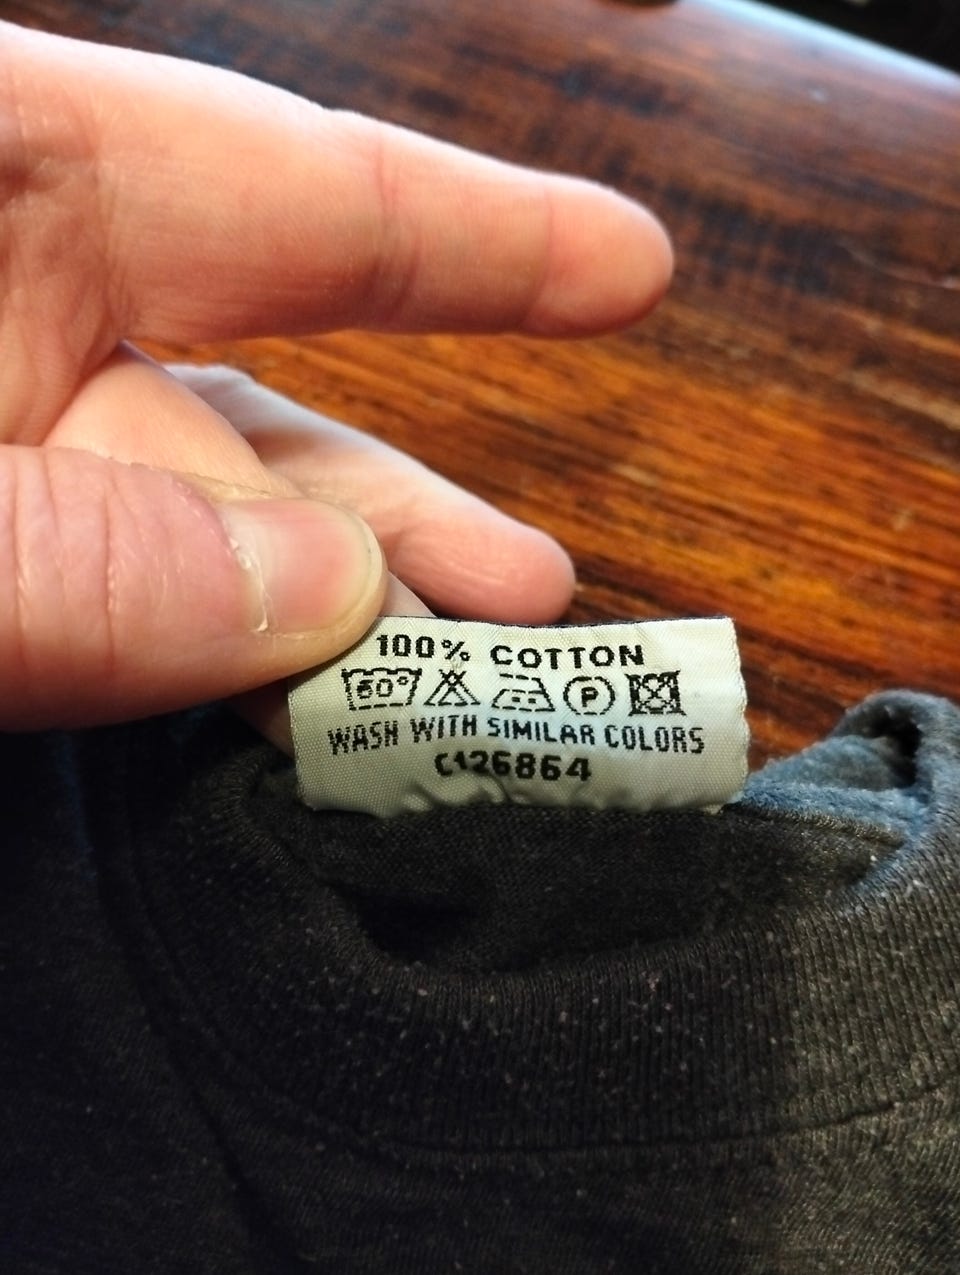 100% COTTON
60° P
WASH WITH SIMILAR COLORS
C126864